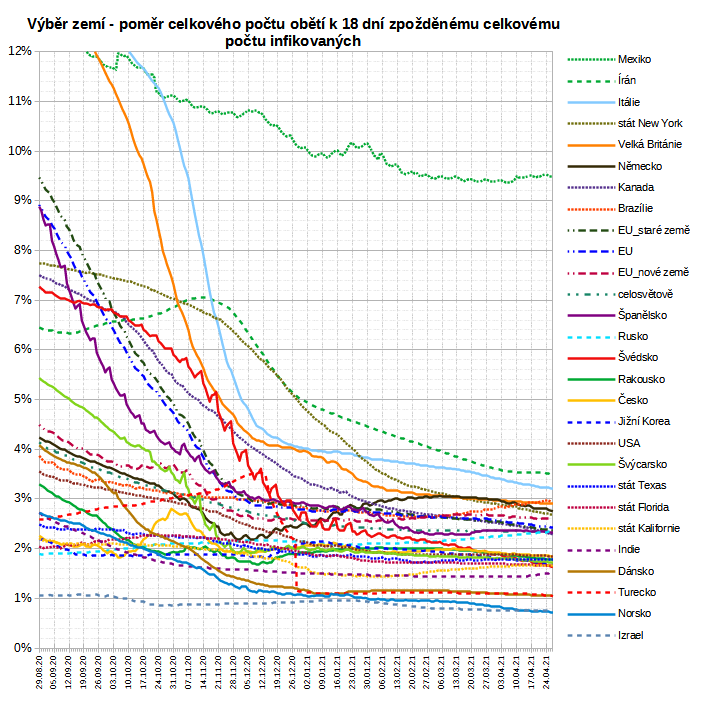 Výběr zemí - poměr celkového počtu obětí k 18 dní zpožděnému celkovému
počtu infikovaných
12%
11%
10%
9%
8%
7%
6%
5%
4%
3%
2%
1%
0%
29.08.20
05.09.20
12.09.20
19.09.20
26.09.20
03.10.20
10.10.20
17.10.20
24.10.20
31.10.20
07.11.20
14.11.20
21.11.20
28.11.20
05.12.20
12.12.20
19.12.20
26.12.20
02.01.21
09.01.21
16.01.21
23.01.21
30.01.21
06.02.21
13.02.21
20.02.21
27.02.21
06.03.21
13.03.21
20.03.21
27.03.21
03.04.21
10.04.21
17.04.21
24.04.21
Mexiko
Írán
Itálie
stát New York
Velká Británie
Německo
Kanada
Brazílie
EU_staré země
EU
EU_nové země
celosvětově
Španělsko
Rusko
Švédsko
Rakousko
Česko
Jižní Korea
USA
Švýcarsko
stát Texas
stát Florida
stát Kalifornie
Indie
Dánsko
Turecko
Norsko
Izrael